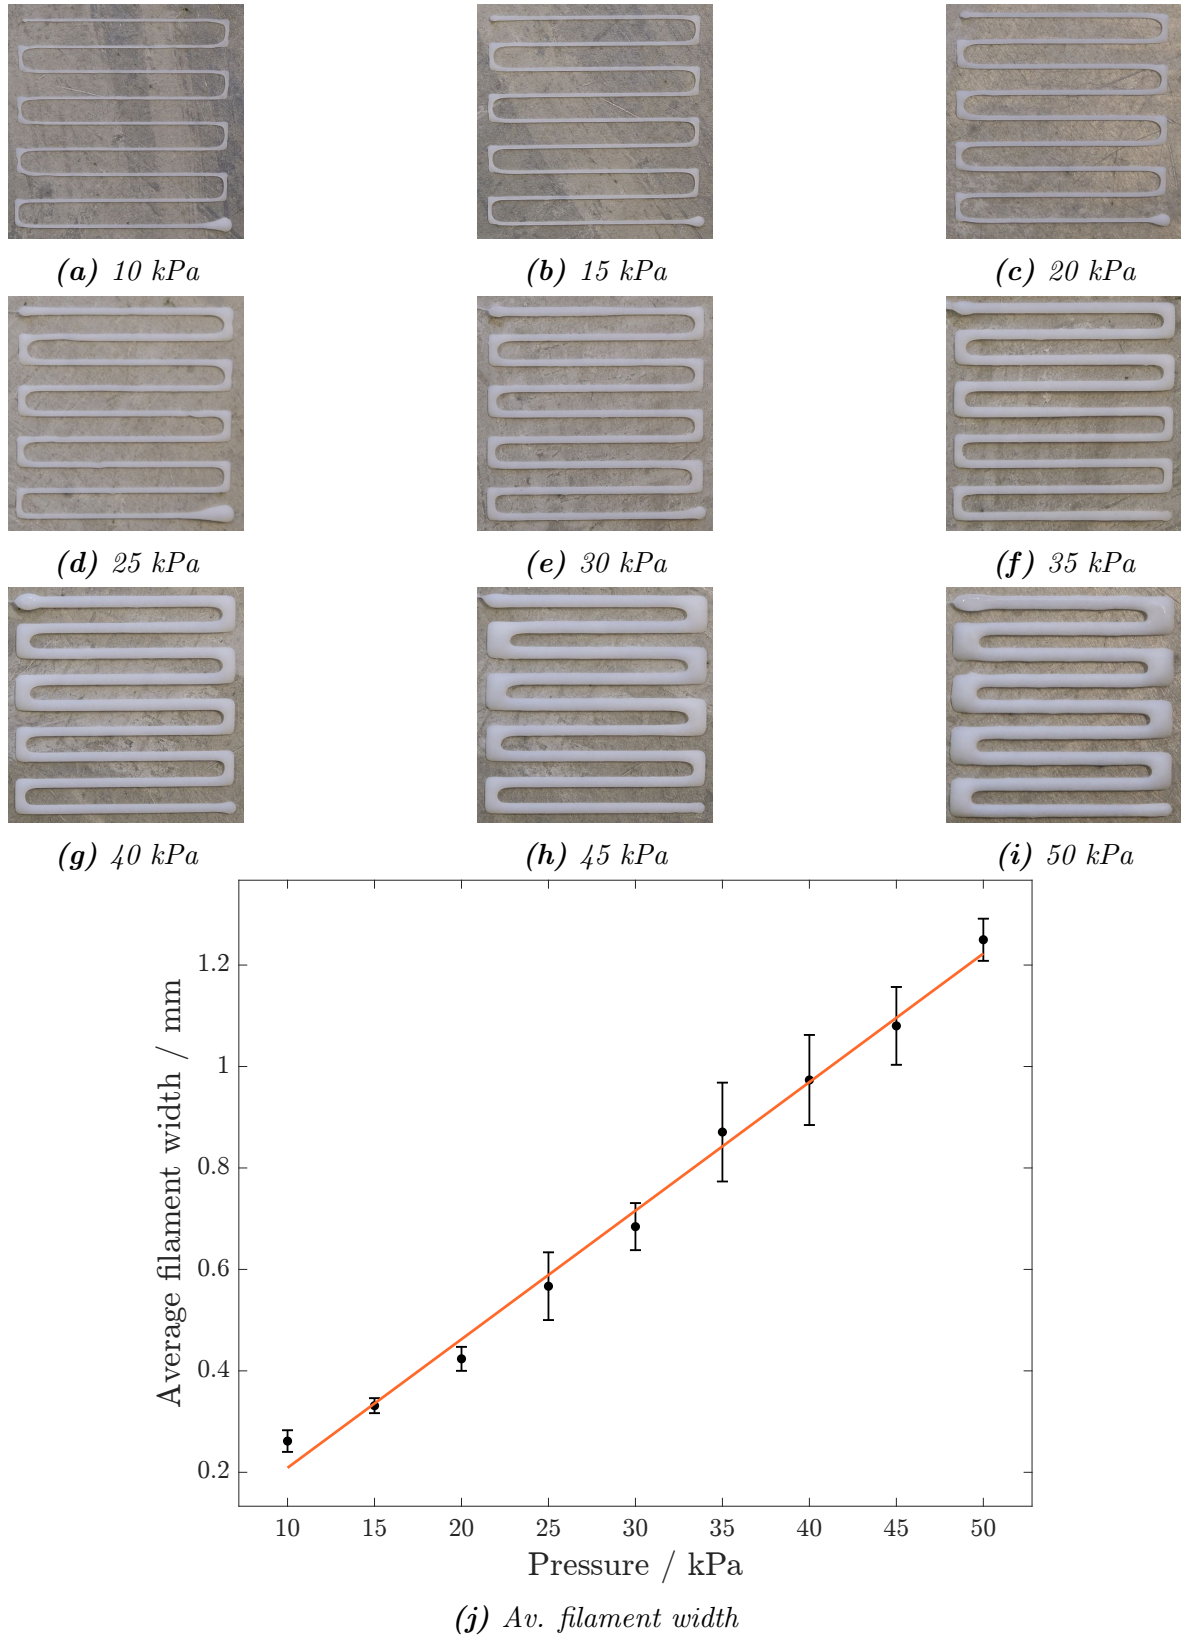 (a) 10 kPa
(b) 15 kPa
(c) 20 kPa
(d) 25 kPa
(e) 30 kPa
(f) 35 kPa
(g) 40 kPa
(h) 45 kPa
(i) 50 kPa
Average filament width / mm
1.2
1
0.8
0.6
0.4
0.2
10 15 20 25 30 35 40 45 50
Pressure / kPa
(j) Av. filament width